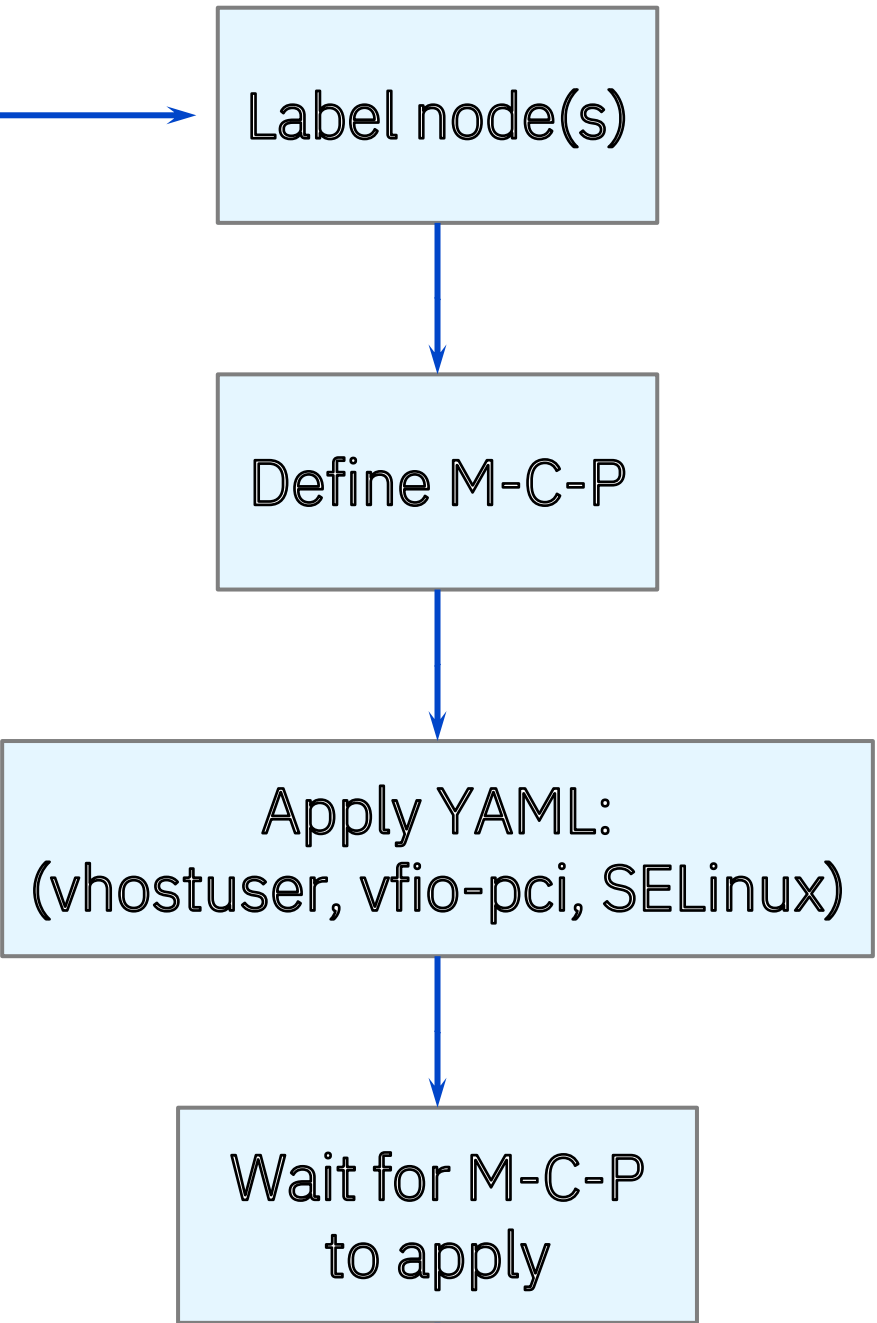 Label node(s)
Define M-C-P
Apply YAML:
(vhostuser, vfio-pci, SELinux)
Wait for M-C-P
to apply